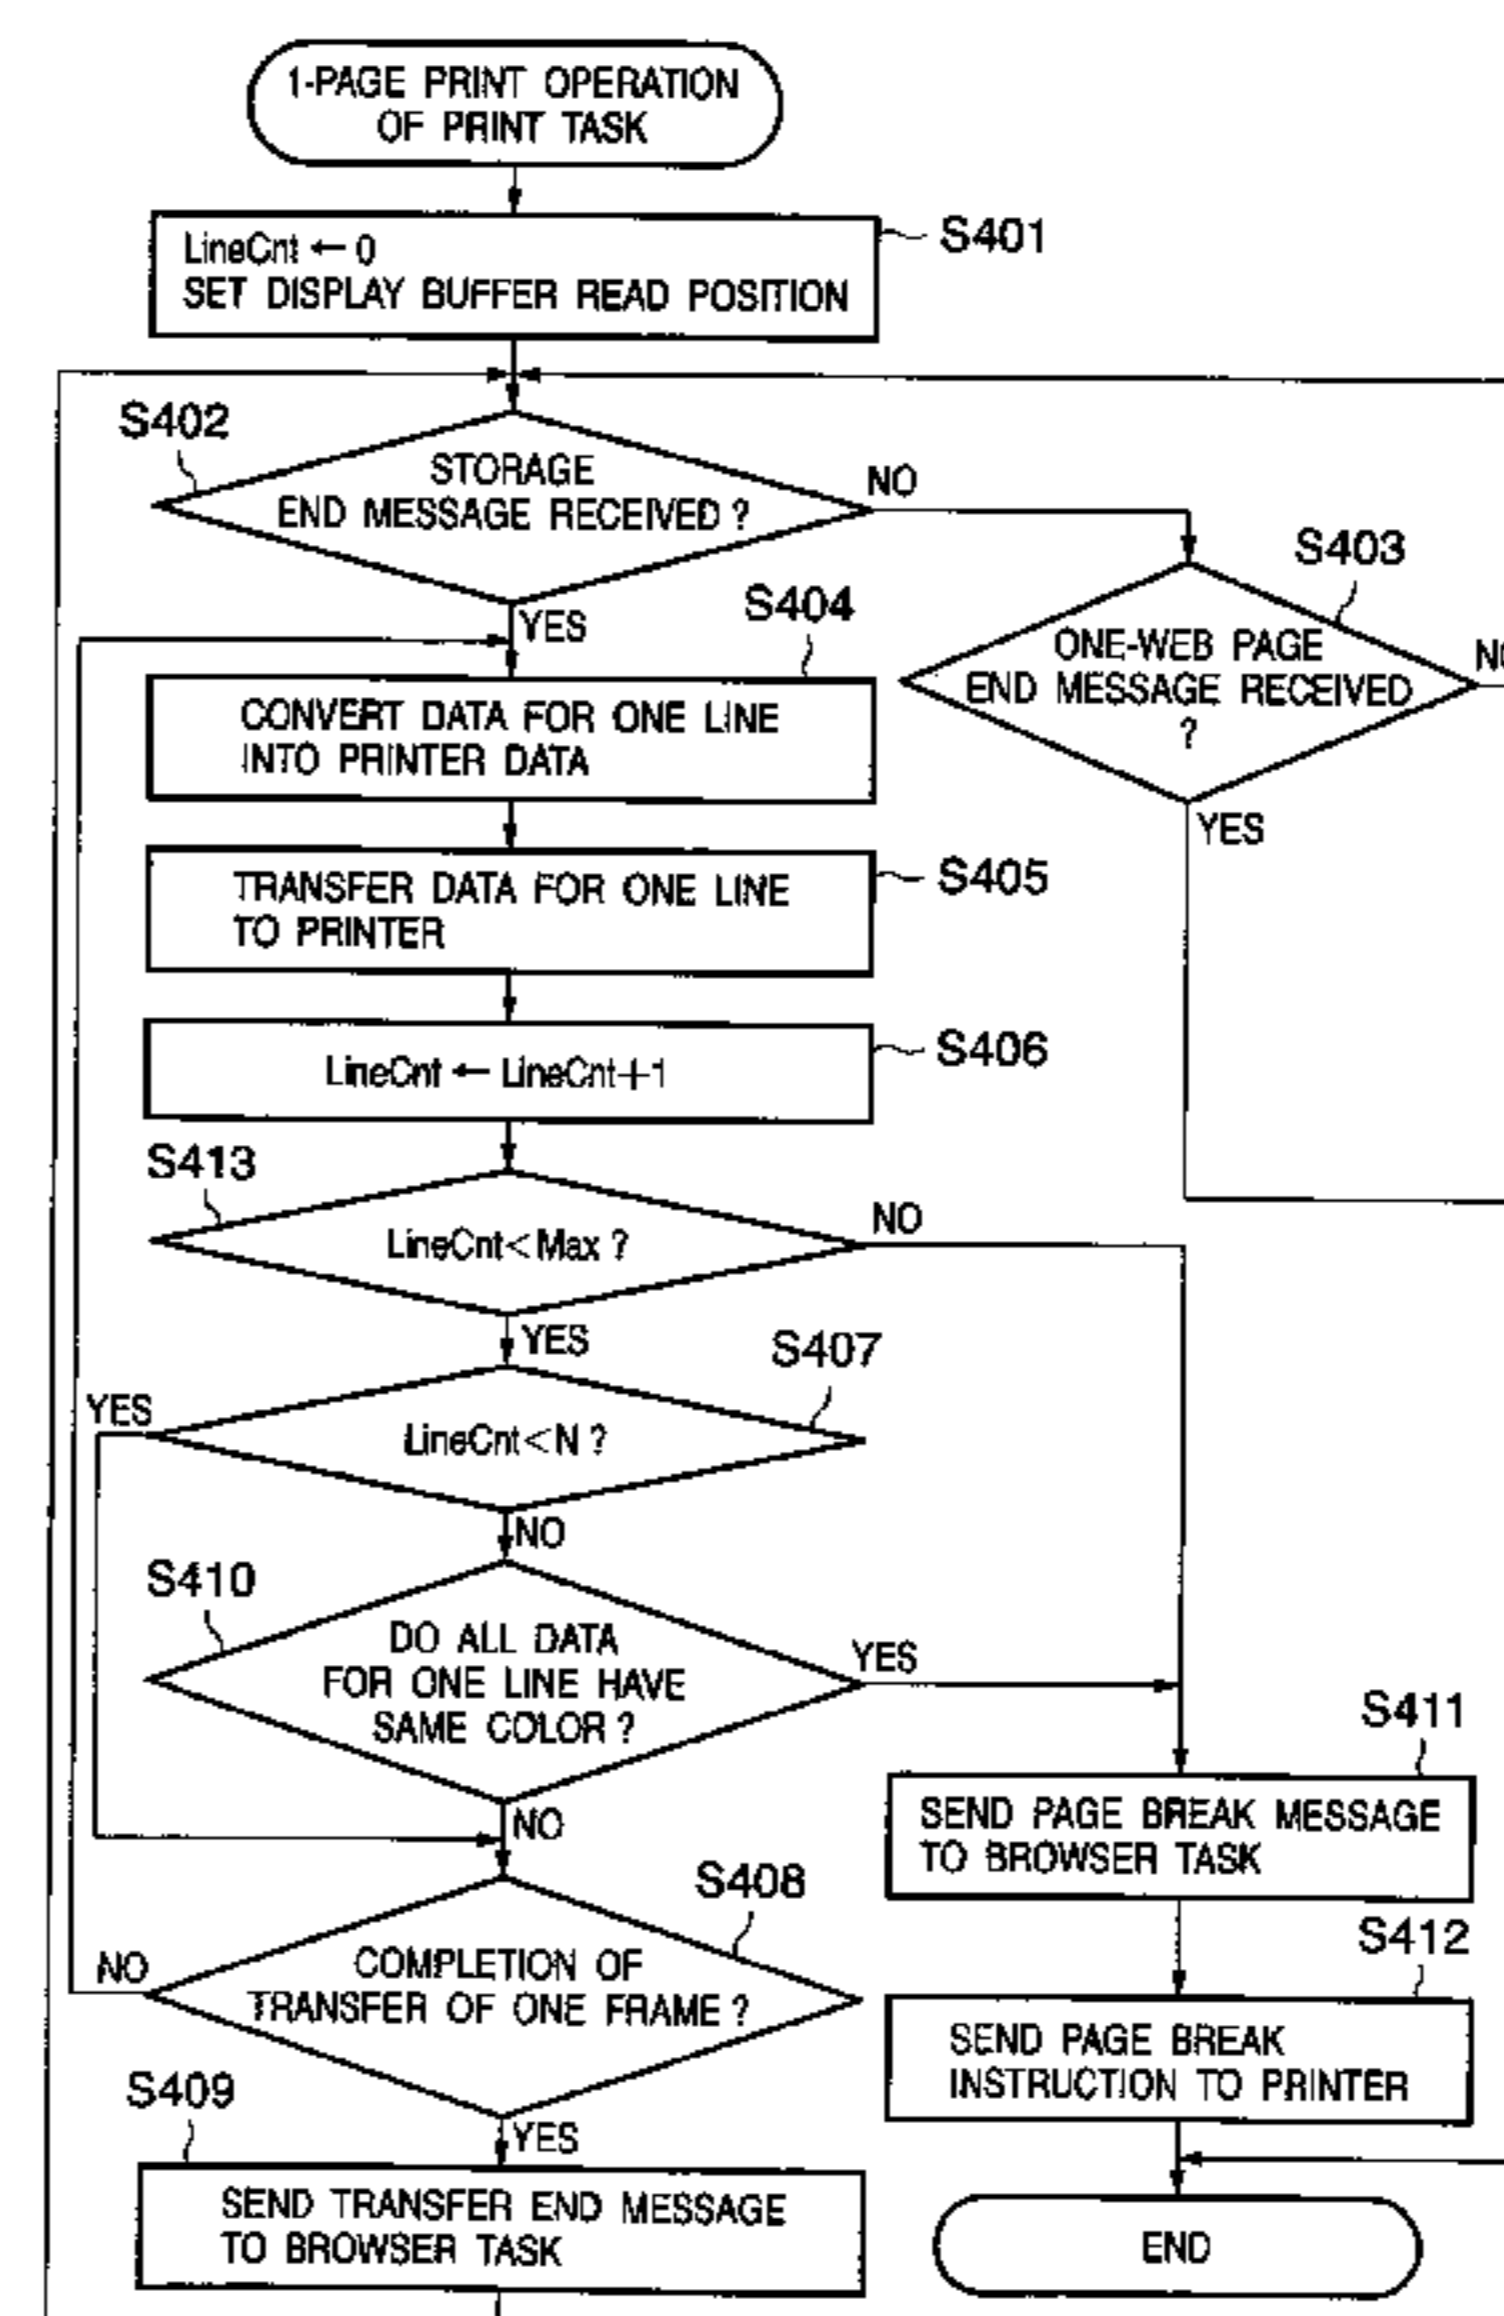 1-PAGE PRINT OPERATION
OF PRINT TASK
LineCnt ← 0
SET DISPLAY BUFFER READ POSITION
S401
S402
STORAGE
END MESSAGE RECEIVED ?
NO
YES
S403
ONE-WEB PAGE
END MESSAGE RECEIVED
?
NO
YES
S404
CONVERT DATA FOR ONE LINE
INTO PRINTER DATA
TRANSFER DATA FOR ONE LINE
TO PRINTER
S405
LineCnt ← LineCnt+1
S406
S413
LineCnt<Max ?
NO
YES
S407
YES
LineCnt<N ?
NO
S410
DO ALL DATA
FOR ONE LINE HAVE
SAME COLOR ?
YES
NO
S411
SEND PAGE BREAK MESSAGE
TO BROWSER TASK
S408
COMPLETION OF
TRANSFER OF ONE FRAME ?
NO
YES
S412
SEND PAGE BREAK
INSTRUCTION TO PRINTER
S409
SEND TRANSFER END MESSAGE
TO BROWSER TASK
END